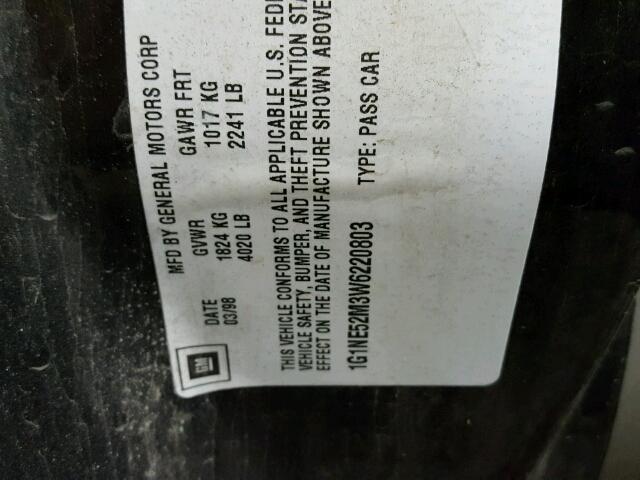 MFD BY GENERAL MOTORS CORP
DATE GVWR GAWR FRT
03/98 1824 KG 1017 KG
4020 LB 2241 LB
THIS VEHICLE CONFORMS TO ALL APPLICABLE U.S.
VEHICLE SAFETY, BUMPER, AND THEFT PREVENTION
EFFECT ON THE DATE OF MANUFACTURE SHOWN ABOVE
1G1NE52M3W6220803 TYPE: PASS CAR
GM